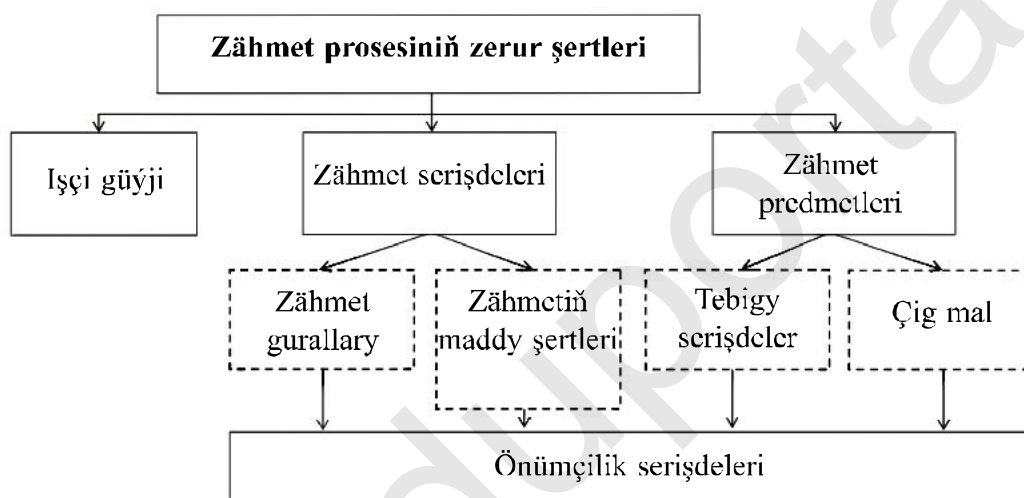 Zähmet prosesiniň zerur şertleri
Işçi güýji
Zähmet serişdeleri
Zähmet
predmetleri
Zähmet
gurallary
Zähmetiň
maddy şertleri
Tebigy
serişdeler
Çig mal
Önümçilik serişdeleri
duporta